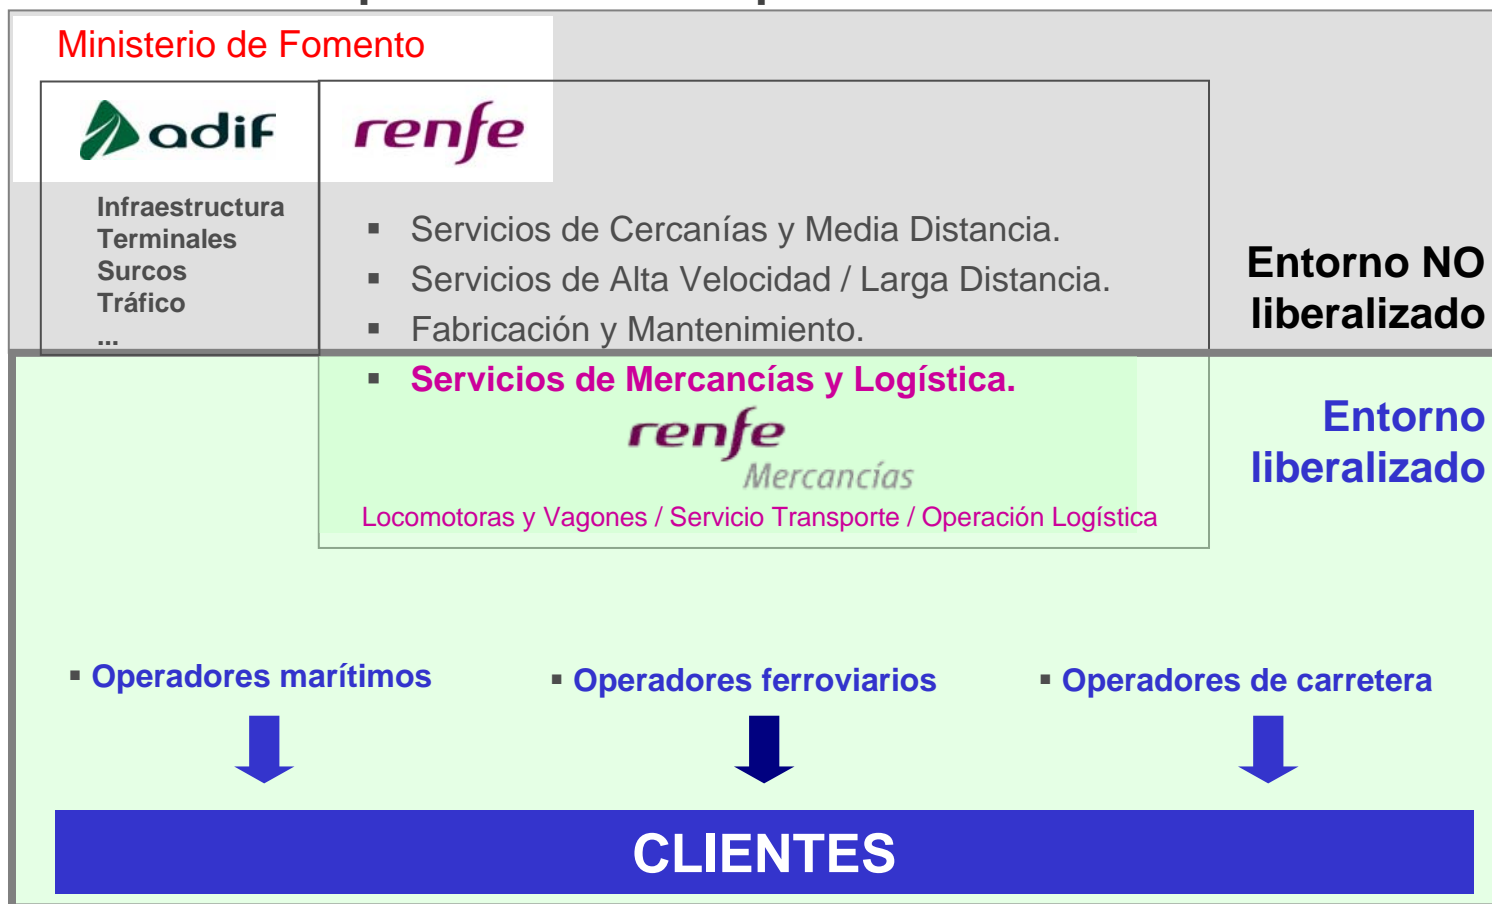 Ministerio de Fomento
adif
renfe
Infraestructura
Terminales
Surcos
Tráfico
...
▪ Servicios de Cercanías y Media Distancia.
▪ Servicios de Alta Velocidad / Larga Distancia.
▪ Fabricación y Mantenimiento.
Entorno NO
liberalizado
▪ Servicios de Mercancías y Logística.
renfe
Mercancías
Locomotoras y Vagones / Servicio Transporte / Operación Logística
Entorno
liberalizado
▪ Operadores marítimos
▪ Operadores ferroviarios
▪ Operadores de carretera
CLIENTES